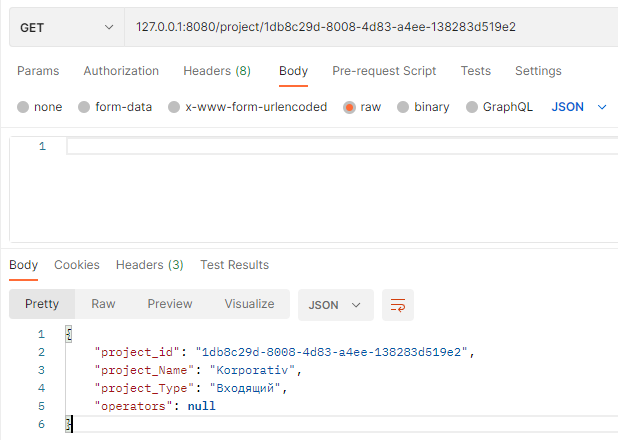 GET 127.0.0.1:8080/project/1db8c29d-8008-4d83-a4ee-138283d519e2
Params Authorization Headers (8) Body Pre-request Script Tests Settings
none form-data x-www-form-urlencoded raw binary GraphQL JSON
1
Body Cookies Headers (3) Test Results
Pretty Raw Preview Visualize JSON
1 {
2 "project_id": "1db8c29d-8008-4d83-a4ee-138283d519e2",
3 "project_Name": "Korporativ",
4 "project_Type": "Входящий",
5 "operators": null
6 }